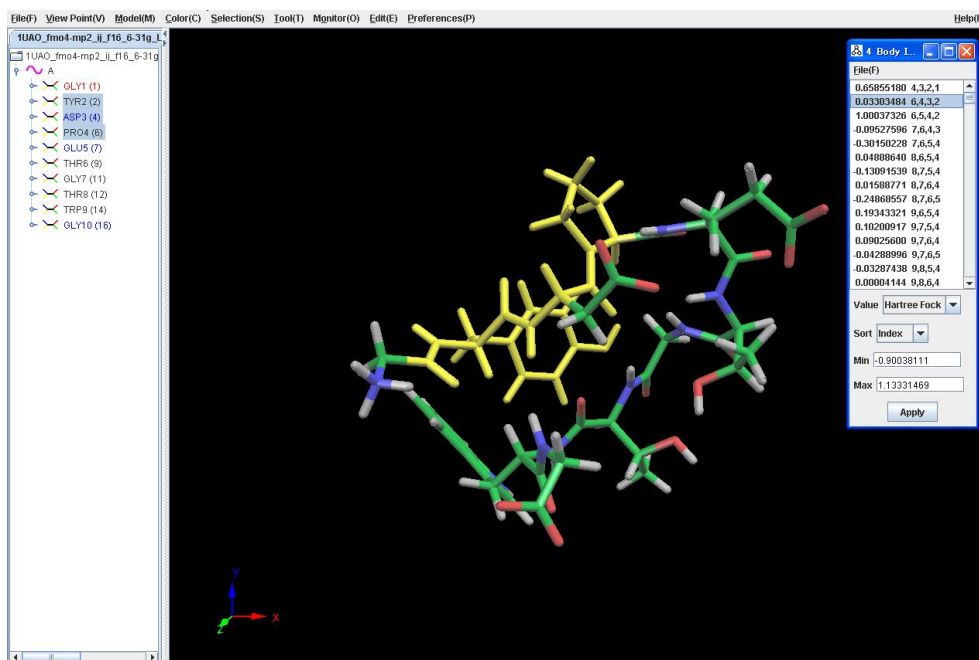 File(F) View Point(V) Model(M) Color(C) Selection(S) Tool(T) Monitor(O) Edit(E) Preferences(P) Help(
1UAO_fmo4-mp2_ij_f16_6-31g_L
1UAO_fmo4-mp2_ij_f16_6-31g
A
GLY1 (1)
TYR2 (2)
ASP3 (4)
PRO4 (6)
GLU5 (7)
THR6 (9)
GLY7 (11)
THR8 (12)
TRP9 (14)
GLY10 (16)
Y
X
Z
4 Body I...
File(F)
0.65855180 4,3,2,1
0.03303484 6,4,3,2
1.00037326 6,5,4,2
-0.09527596 7,6,4,3
-0.30150228 7,6,5,4
0.04888640 8,6,5,4
-0.13091539 8,7,5,4
0.01588771 8,7,6,4
-0.24868557 8,7,6,5
0.19343321 9,6,5,4
0.10200917 9,7,5,4
0.09025600 9,7,6,4
-0.04288996 9,7,6,5
-0.03287438 9,8,5,4
0.00004144 9,8,6,4
Value Hartree Fock
Sort Index
Min -0.90038111
Max 1.13331469
Apply